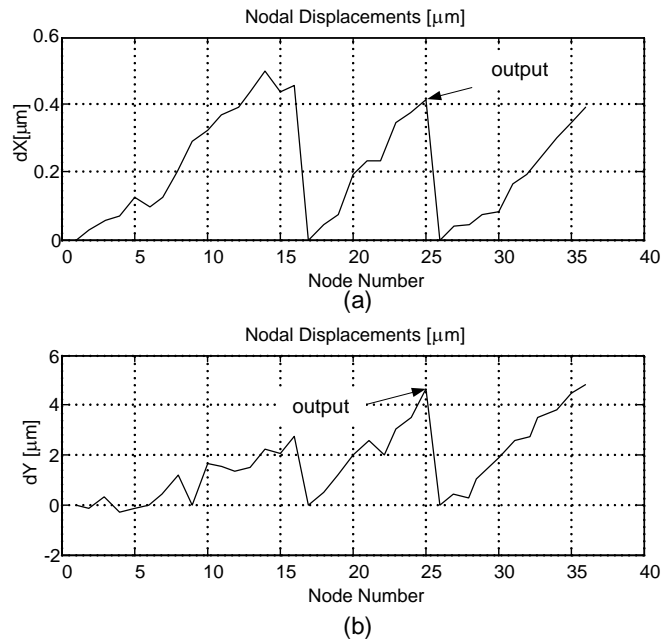 Nodal Displacements [μm]
0.6
0.4
0.2
0
dX[μm]
output
0 5 10 15 20 25 30 35 40
Node Number
(a)
Nodal Displacements [μm]
6
4
2
0
-2
dY [μm]
output
0 5 10 15 20 25 30 35 40
Node Number
(b)